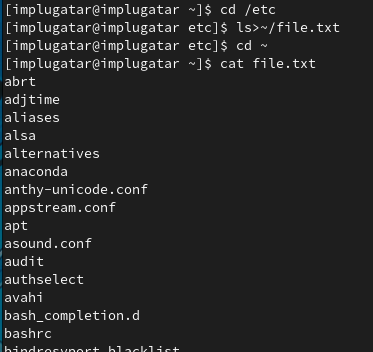 [implugatar@implugatar ~]$ cd /etc
[implugatar@implugatar etc]$ ls>~/file.txt
[implugatar@implugatar etc]$ cd ~
[implugatar@implugatar ~]$ cat file.txt
abrt
adjtime
aliases
alsa
alternatives
anaconda
anthy-unicode.conf
appstream.conf
apt
asound.conf
audit
authselect
avahi
bash_completion.d
bashrc
bindresvport.blacklist